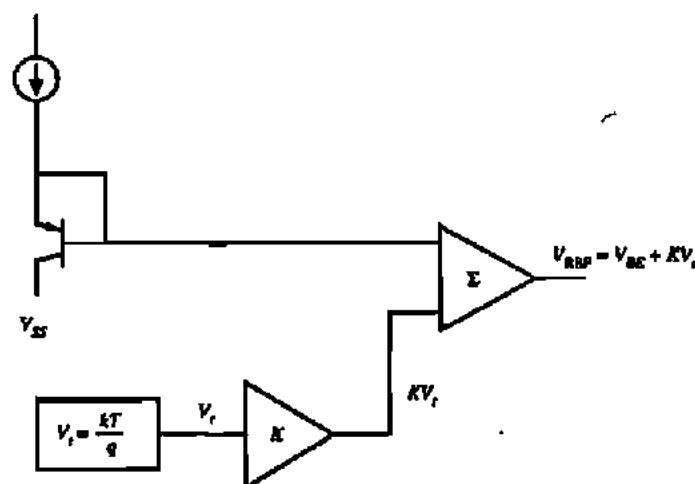 Σ
V_REF = V_BE + KV_t
V_SS
KV_t
V_t = kT/q
V_t
K